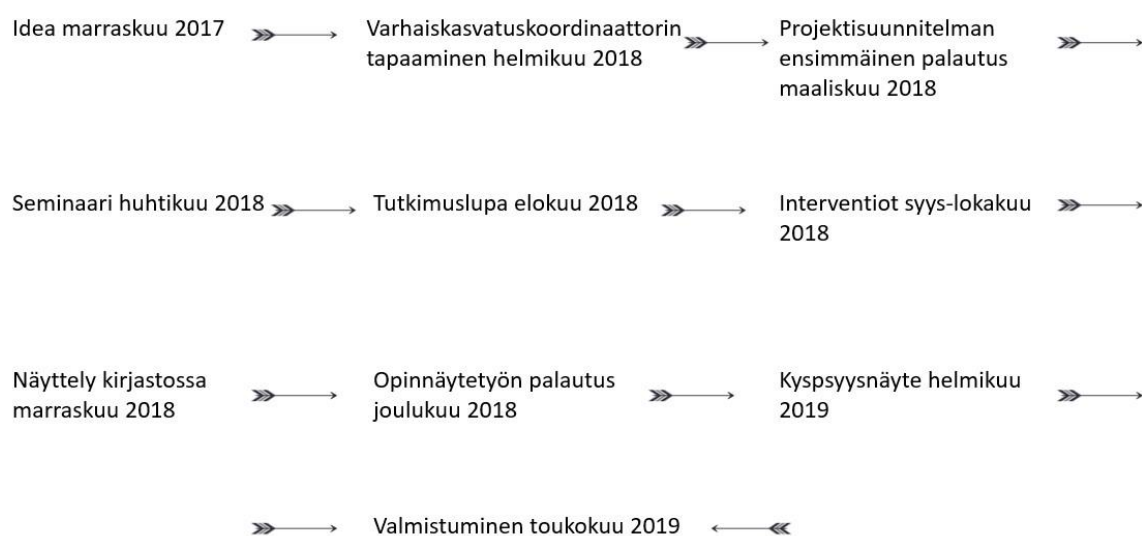 Idea marraskuu 2017
Varhaiskasvatuskoordinaattorin
tapaaminen helmikuu 2018
Projektisuunnitelman
ensimmäinen palautus
maaliskuu 2018
Seminaari huhtikuu 2018
Tutkimuslupa elokuu 2018
Interventiot syys-lokakuu
2018
Näyttely kirjastossa
marraskuu 2018
Opinnäytetyön palautus
joulukuu 2018
Kyspsyysnäyte helmikuu
2019
Valmistuminen toukokuu 2019